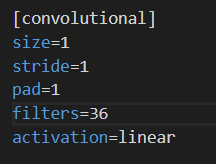 [convolutional]
size=1
stride=1
pad=1
filters=36
activation=linear